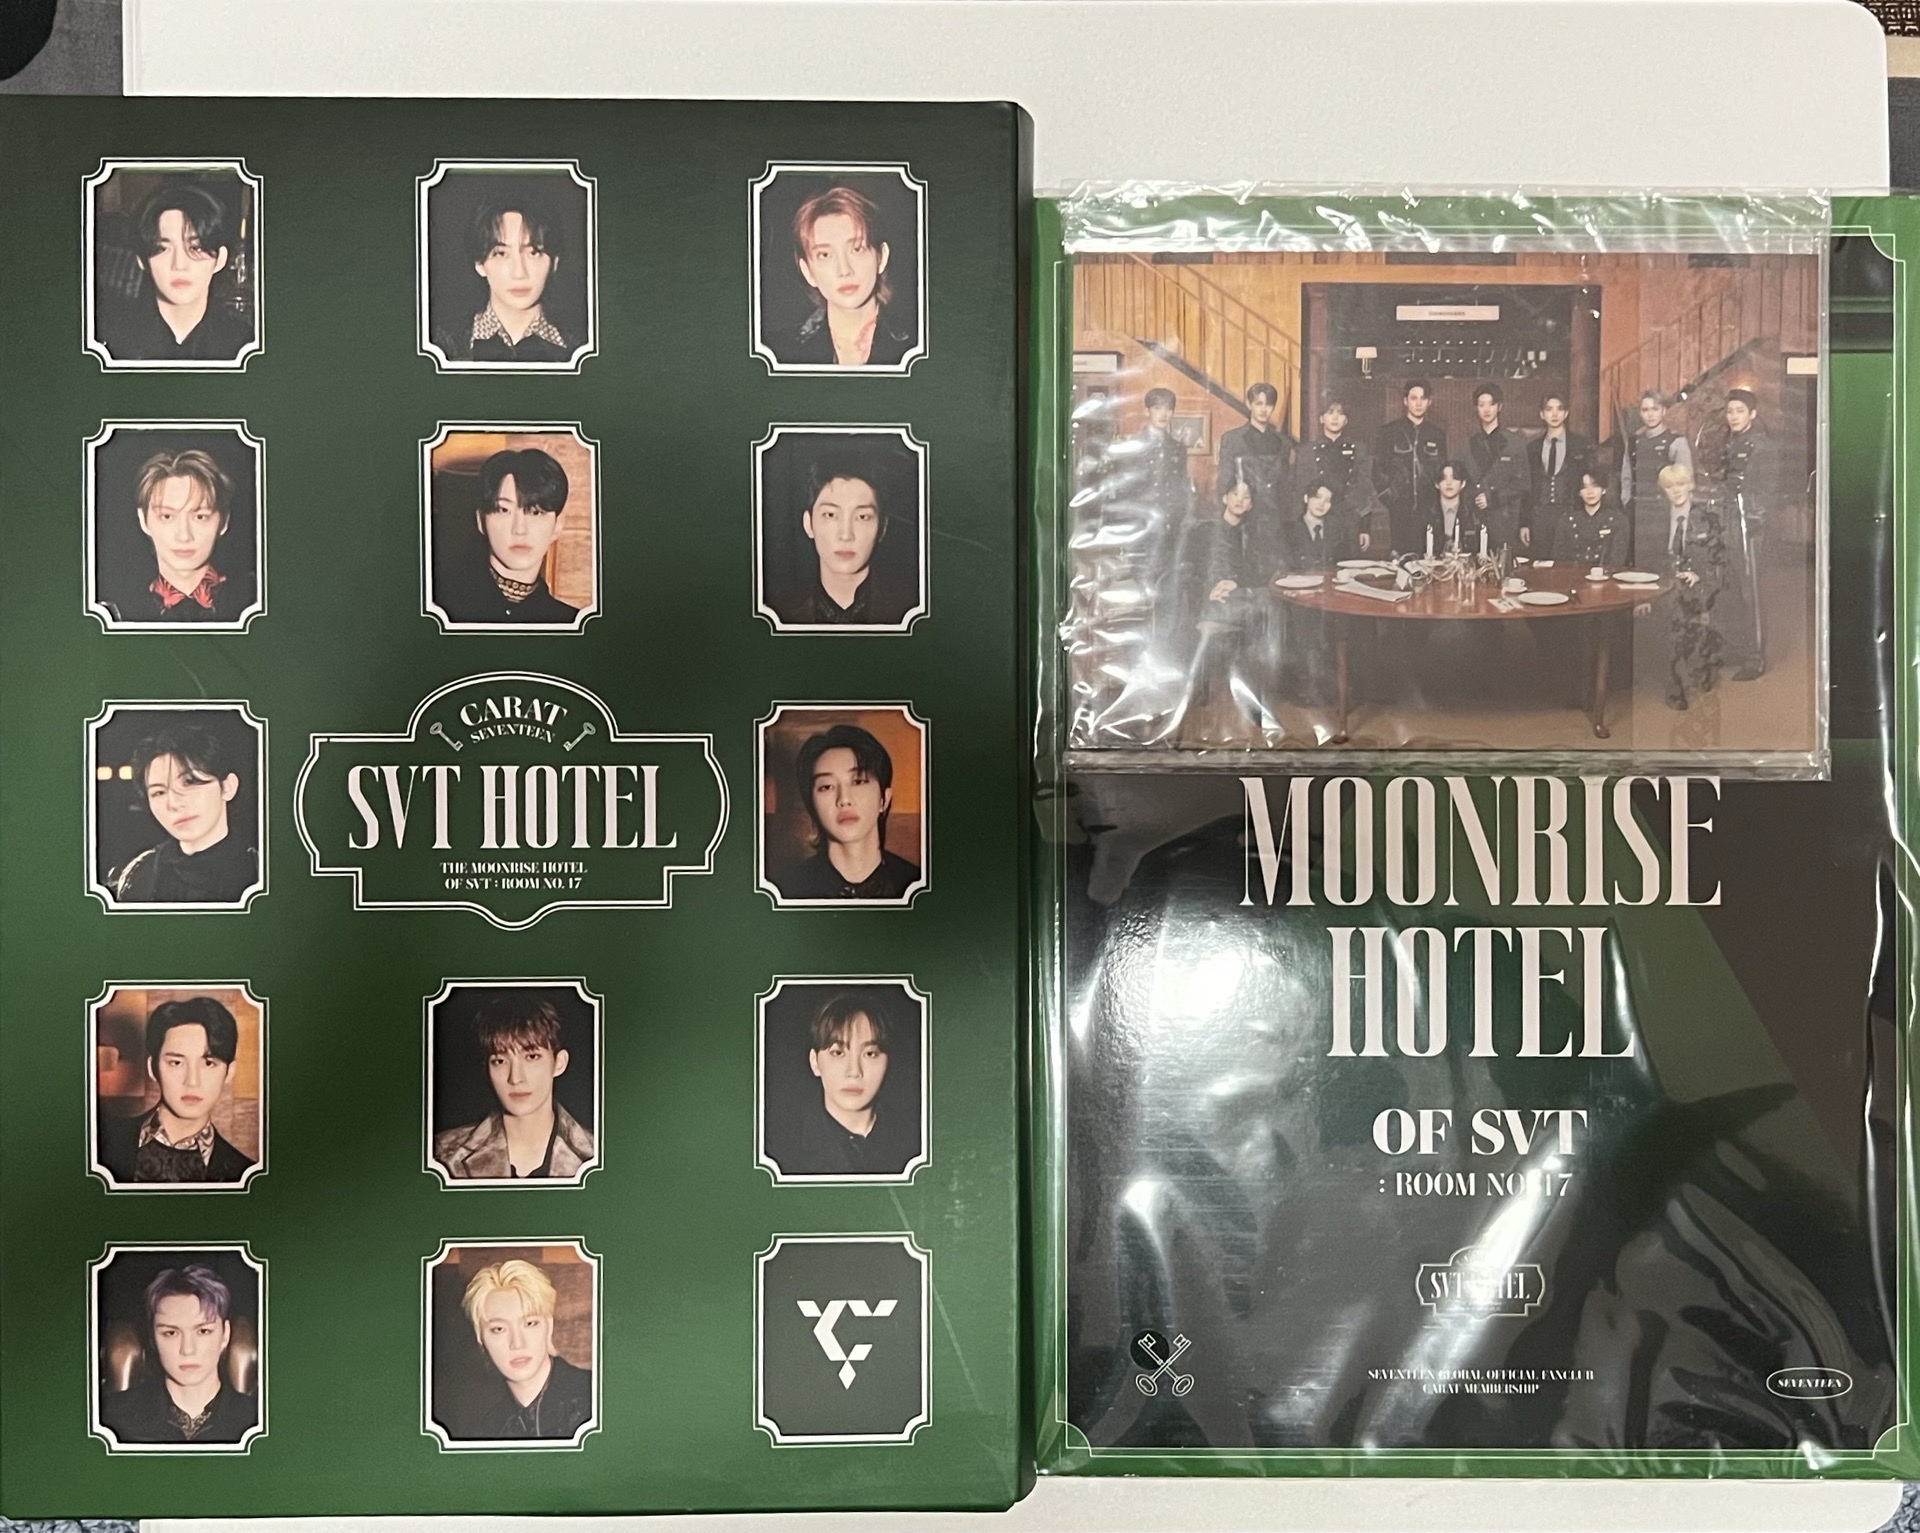 CARAT
SEVENTEEN
SVT HOTEL
THE MOONRISE HOTEL
OF SVT : ROOM NO. 17
MOONRISE
HOTEL
OF SVT
: ROOM NO. 17
SEVENTEEN GLOBAL OFFICIAL FANCLUB
CARAT MEMBERSHIP
SEVENTEEN